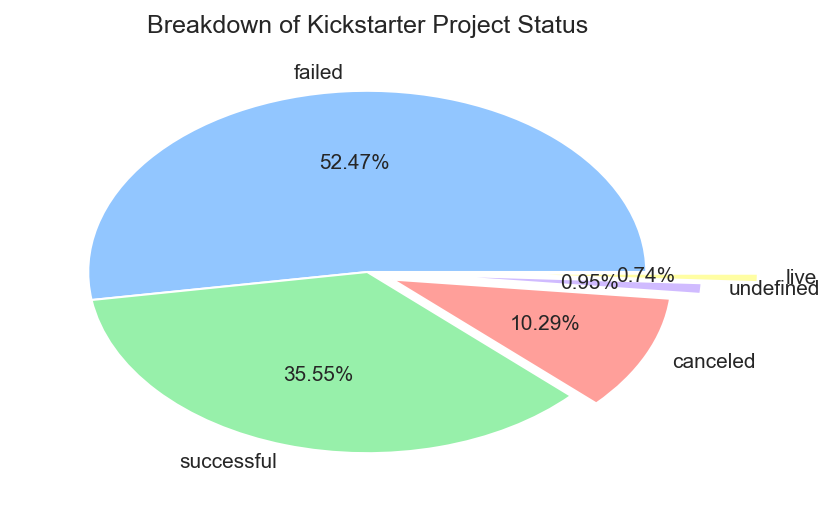 Breakdown of Kickstarter Project Status
failed
52.47%
0.74%
live
0.95%
undefined
10.29%
canceled
35.55%
successful